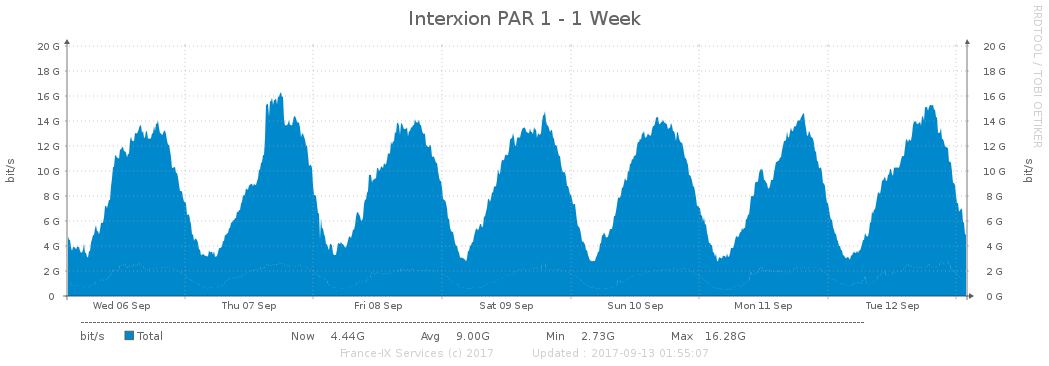 Interxion PAR 1 - 1 Week
RRDTOOL / TOBI OETIKER
20 G 20 G
18 G 18 G
16 G 16 G
14 G 14 G
12 G 12 G
10 G 10 G
8 G 8 G
6 G 6 G
4 G 4 G
2 G 2 G
0 0 G
bit/s bit/s
Wed 06 Sep Thu 07 Sep Fri 08 Sep Sat 09 Sep Sun 10 Sep Mon 11 Sep Tue 12 Sep
bit/s Total Now 4.44G Avg 9.00G Min 2.73G Max 16.28G
France-IX Services (c) 2017 Updated : 2017-09-13 01:55:07